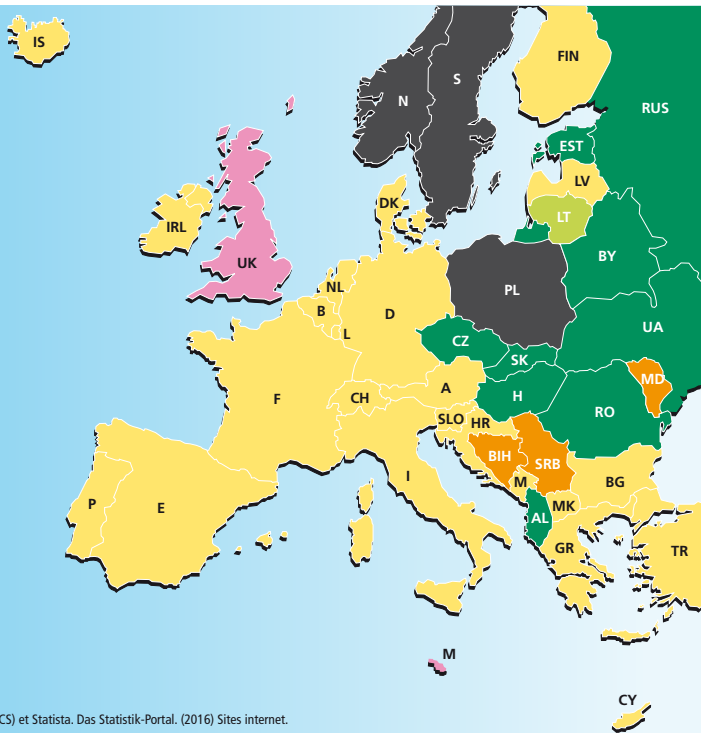 IS
FIN
S
N
RUS
EST
LV
DK
LT
IRL
BY
UK
NL
PL
B
D
L
UA
CZ
SK
MD
A
H
F
CH
RO
SLO
HR
BIH
SRB
I
M
BG
P
E
MK
AL
GR
TR
M
CY
CS) et Statista. Das Statistik-Portal. (2016) Sites internet.